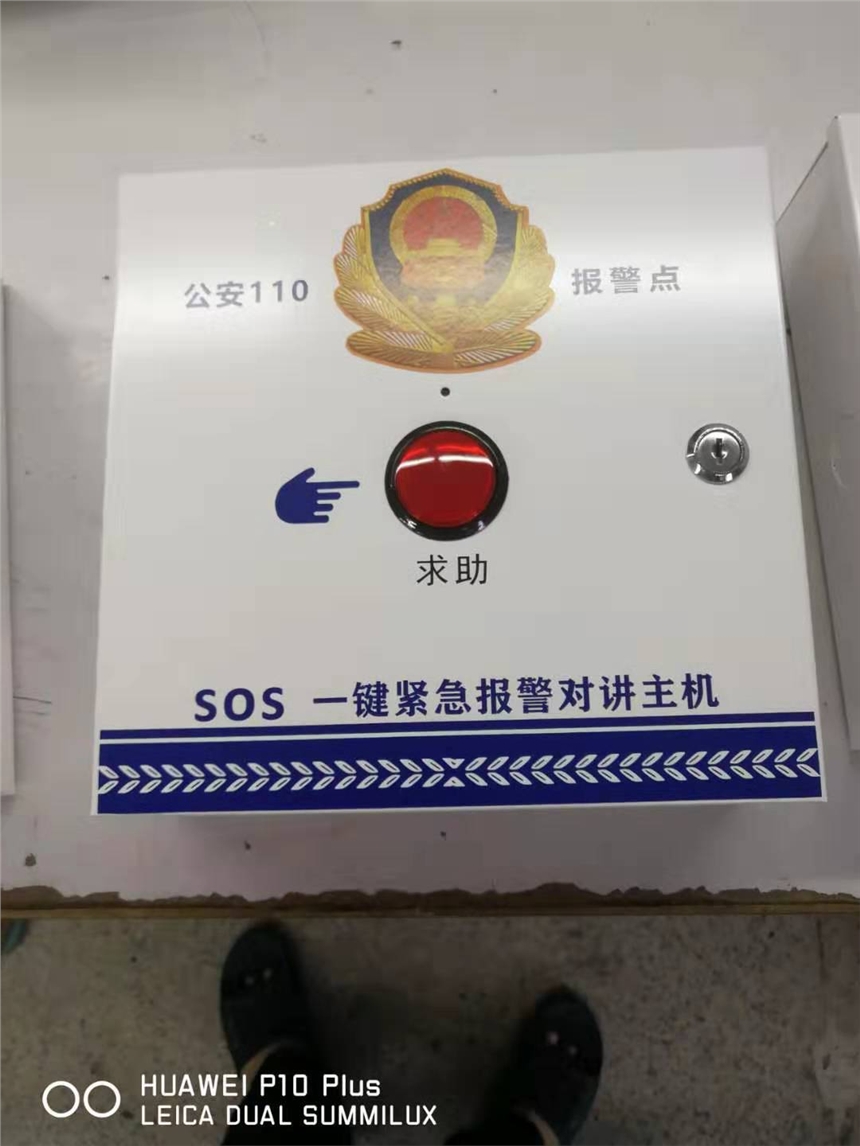 公安110 报警点
求助
SOS 一键紧急报警对讲主机
HUAWEI P10 Plus
LEICA DUAL SUMMILUX